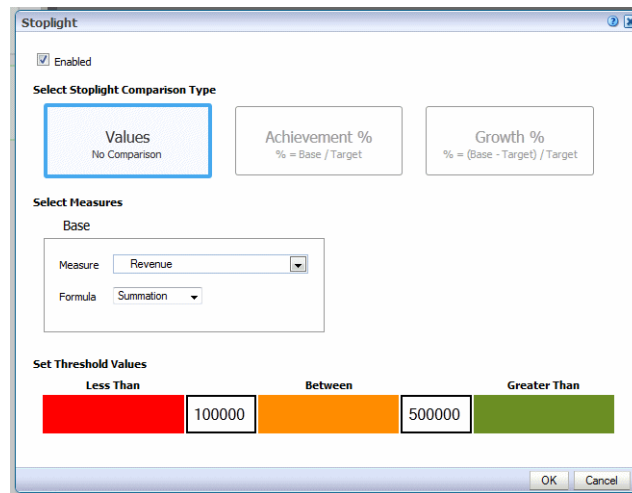 Stoplight
Enabled
Select Stoplight Comparison Type
Values
No Comparison
Achievement %
% = Base / Target
Growth %
% = (Base - Target) / Target
Select Measures
Base
Measure Revenue
Formula Summation
Set Threshold Values
Less Than Between Greater Than
100000 500000
OK Cancel